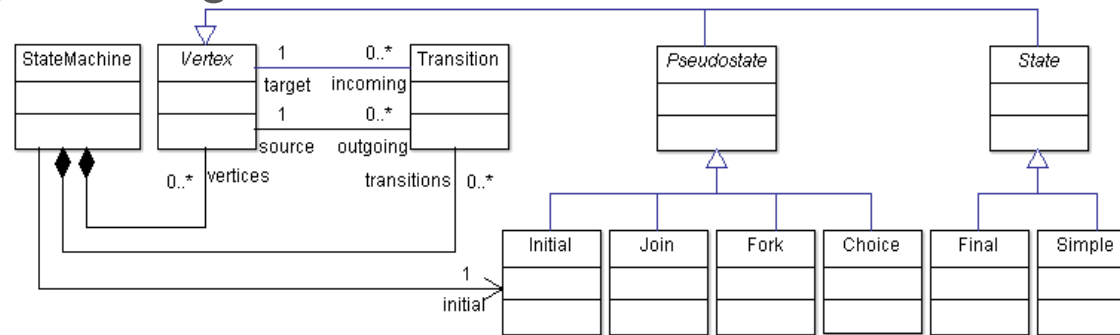 StateMachine
Vertex
1
0..*
Transition
Pseudostate
State
target
incoming
1
0..*
source
outgoing
0..*
vertices
transitions
0..*
Initial
Join
Fork
Choice
Final
Simple
1
initial